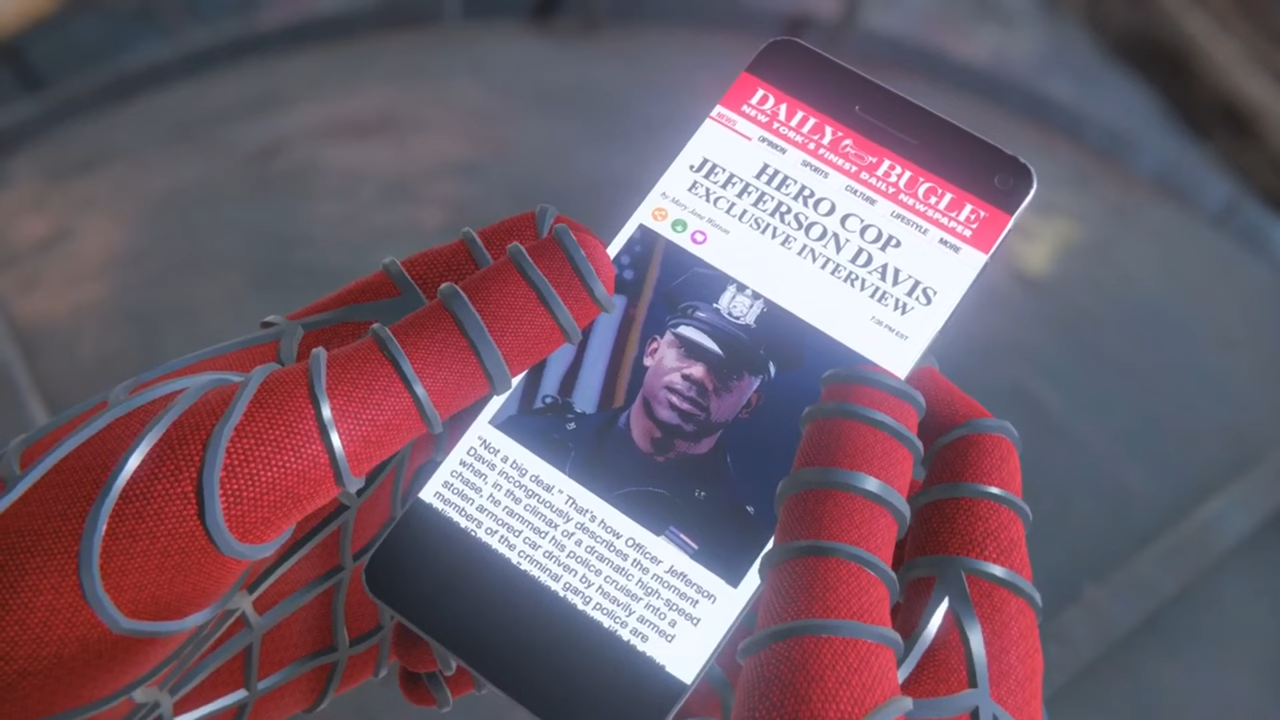 DAILY BUGLE
NEW YORK'S FINEST DAILY NEWSPAPER
NEWS OPINION SPORTS CULTURE LIFESTYLE MORE
HERO COP
JEFFERSON DAVIS
EXCLUSIVE INTERVIEW
by Mary Jane Watson
7:36 PM EST
"Not a big deal." That's how Officer Jefferson
Davis incongruously describes the moment
when, in the climax of a dramatic high-speed
chase, he rammed his police cruiser into a
stolen armored car driven by heavily armed
members of the criminal gang police are